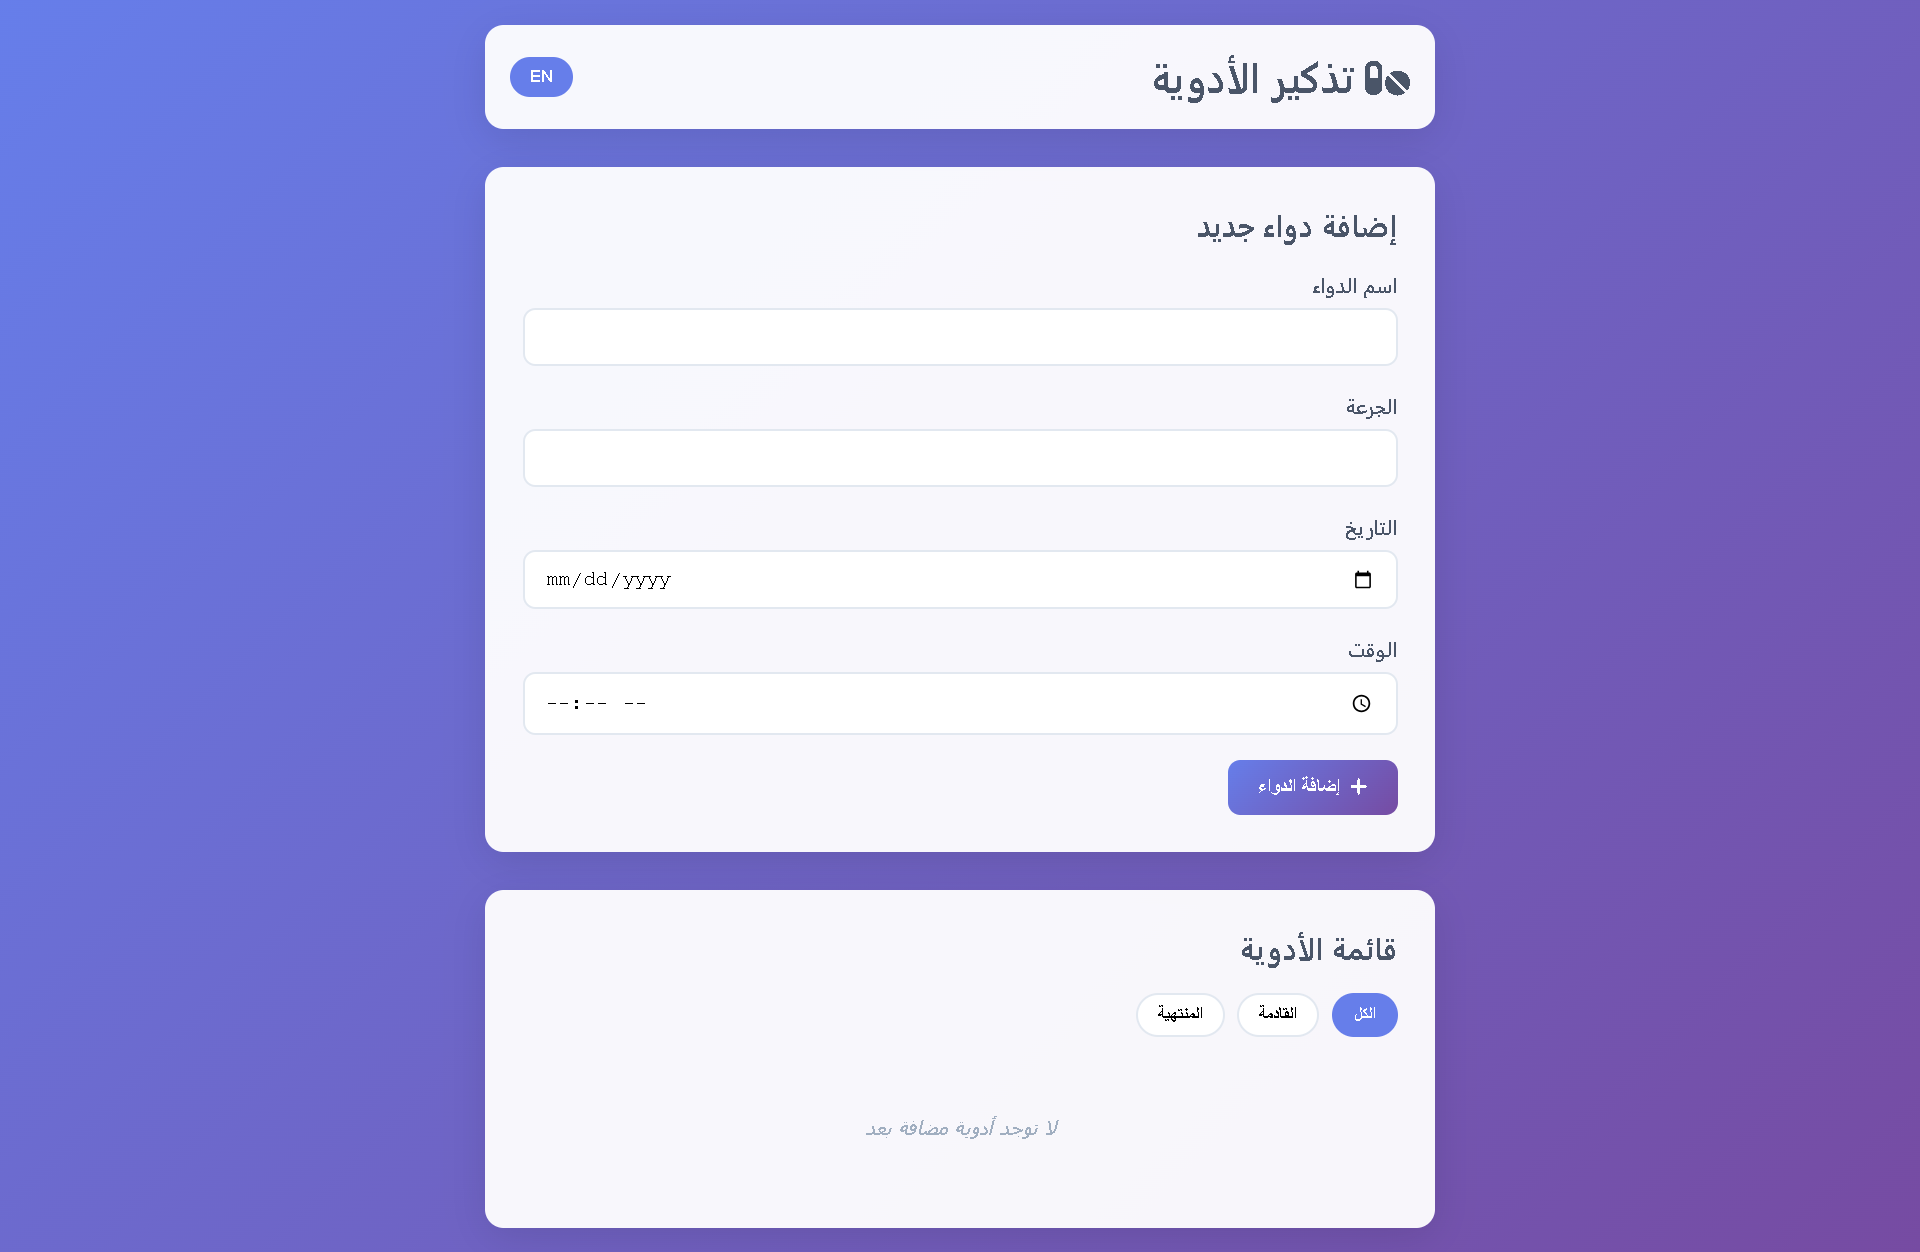 تذكير الأدوية
EN
إضافة دواء جديد
اسم الدواء
الجرعة
التاريخ
mm/dd/yyyy
الوقت
--:-- --
إضافة الدواء
قائمة الأدوية
الكل
القادمة
المنتهية
لا توجد أدوية مضافة بعد